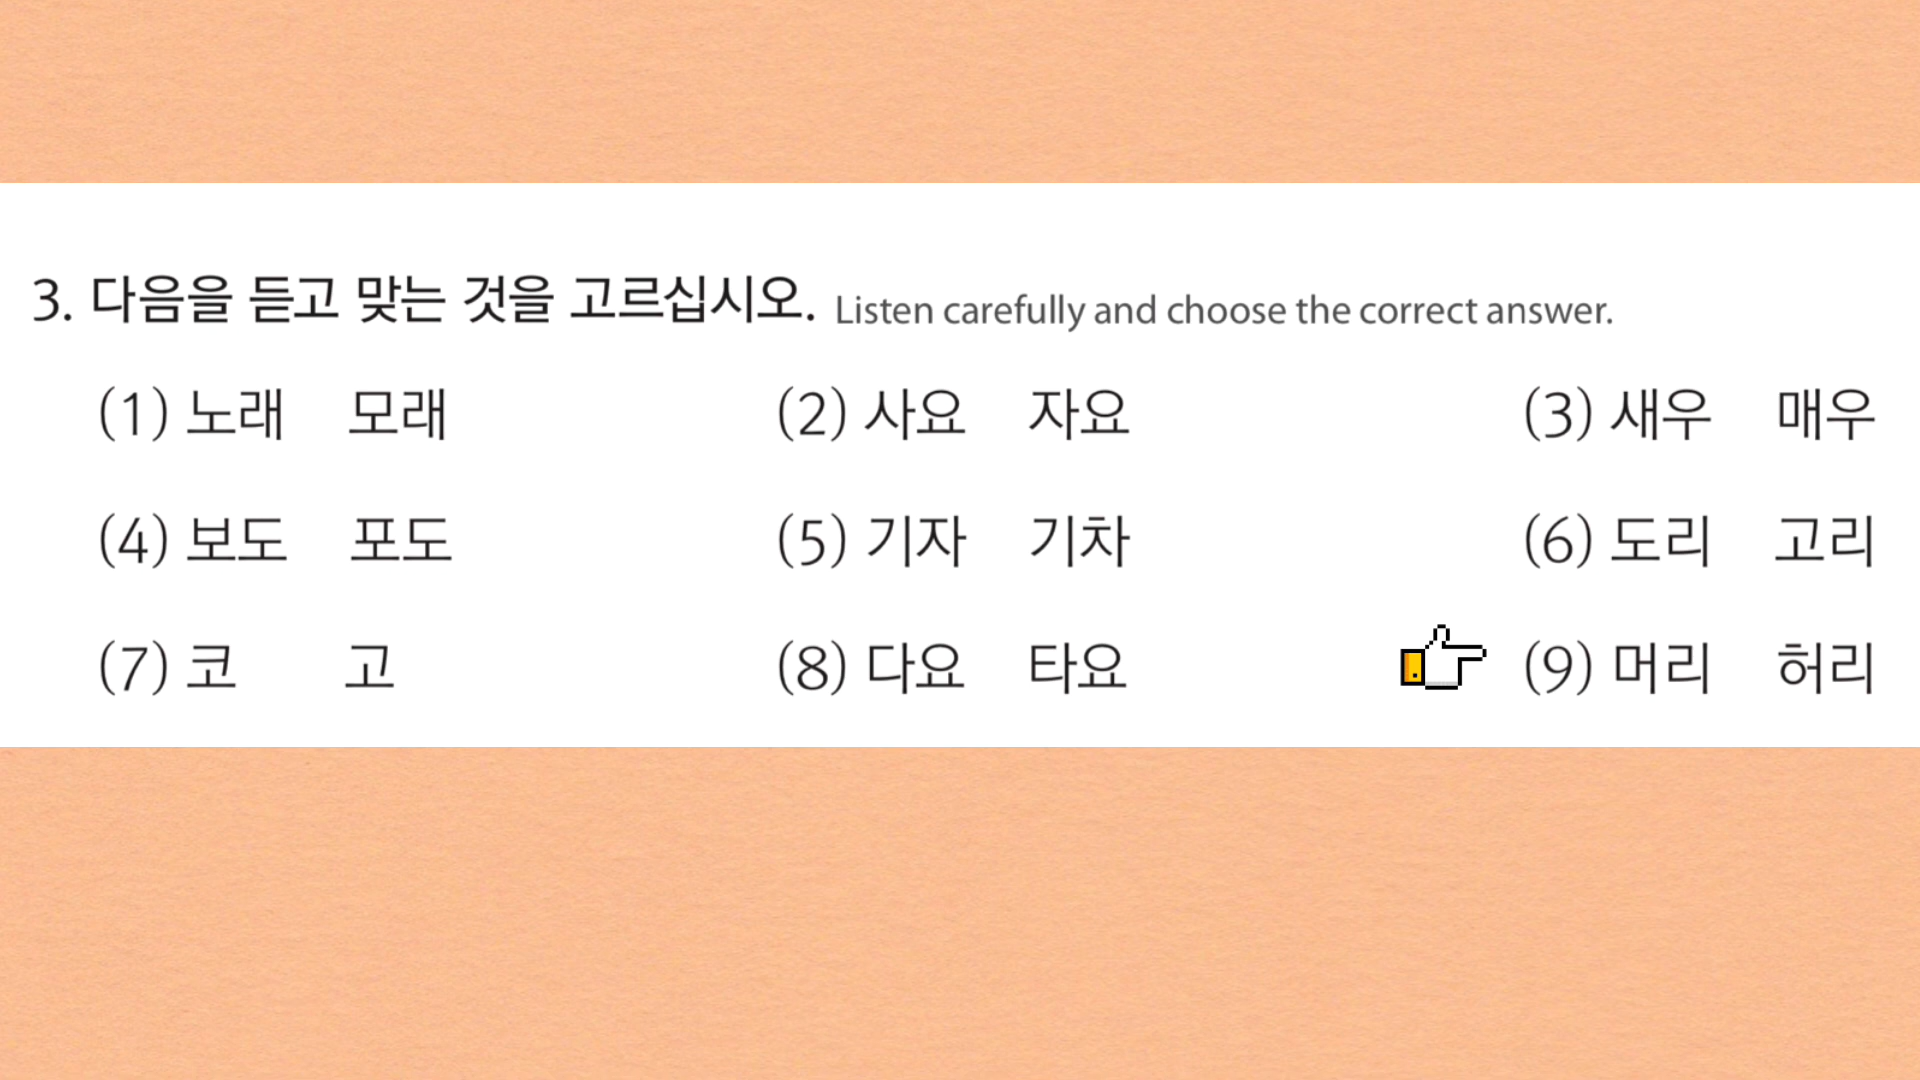 3. 다음을 듣고 맞는 것을 고르십시오. Listen carefully and choose the correct answer.
(1) 노래 모래 (2) 사요 자요 (3) 새우 매우
(4) 보도 포도 (5) 기자 기차 (6) 도리 고리
(7) 코 고 (8) 다요 타요 (9) 머리 허리